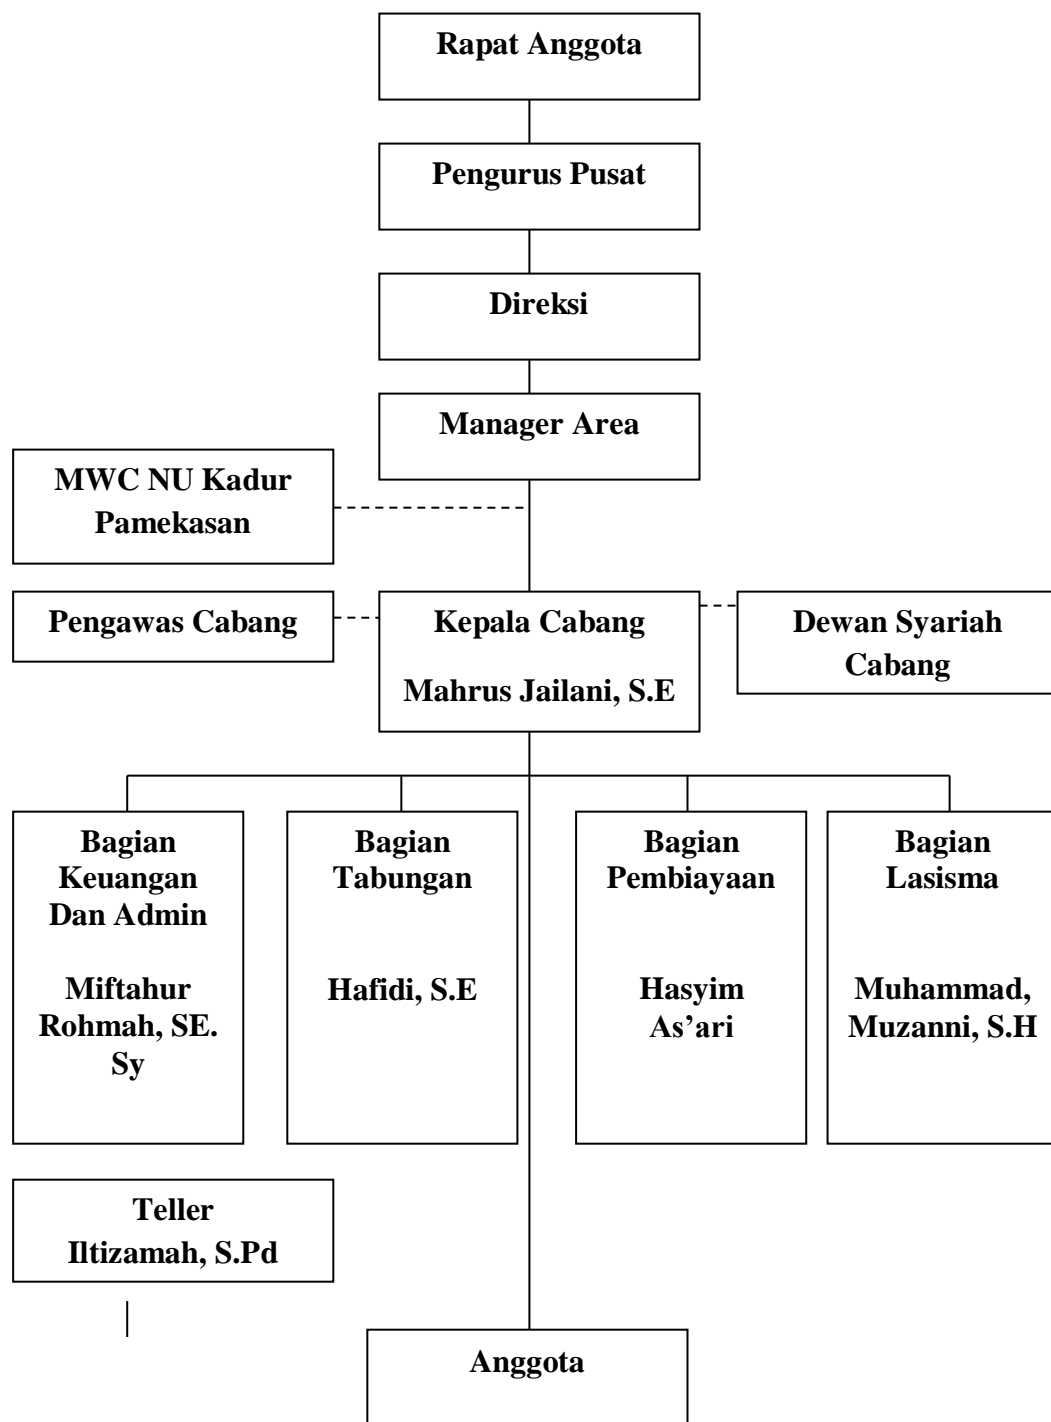 Rapat Anggota
Pengurus Pusat
Direksi
Manager Area
MWC NU Kadur
Pamekasan
Pengawas Cabang
Kepala Cabang
Mahrus Jailani, S.E
Dewan Syariah
Cabang
Bagian
Keuangan
Dan Admin
Miftahur
Rohmah, SE.
Sy
Bagian
Tabungan
Hafidi, S.E
Bagian
Pembiayaan
Hasyim
As’ari
Bagian
Lasisma
Muhammad,
Muzanni, S.H
Teller
Iltizamah, S.Pd
Anggota